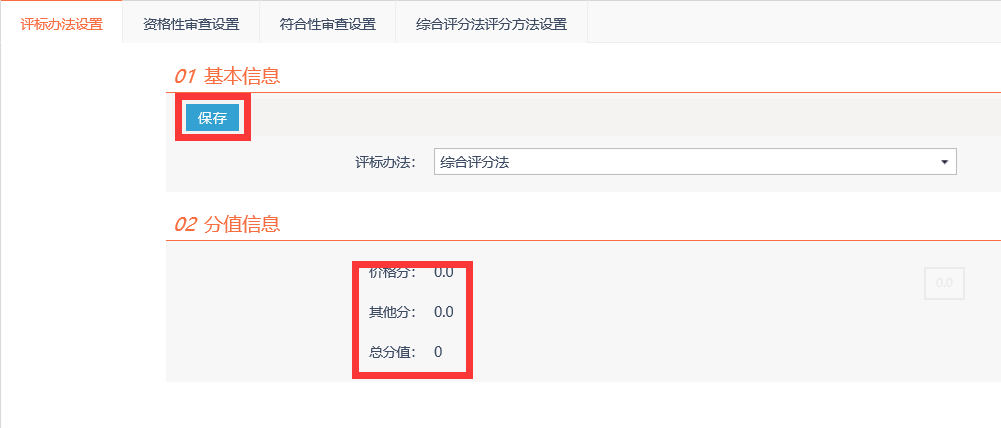 评标办法设置 资格性审查设置 符合性审查设置 综合评分法评分方法设置
01 基本信息
保存
评标办法： 综合评分法
02 分值信息
价格分： 0.0 0.0
其他分： 0.0
总分值： 0